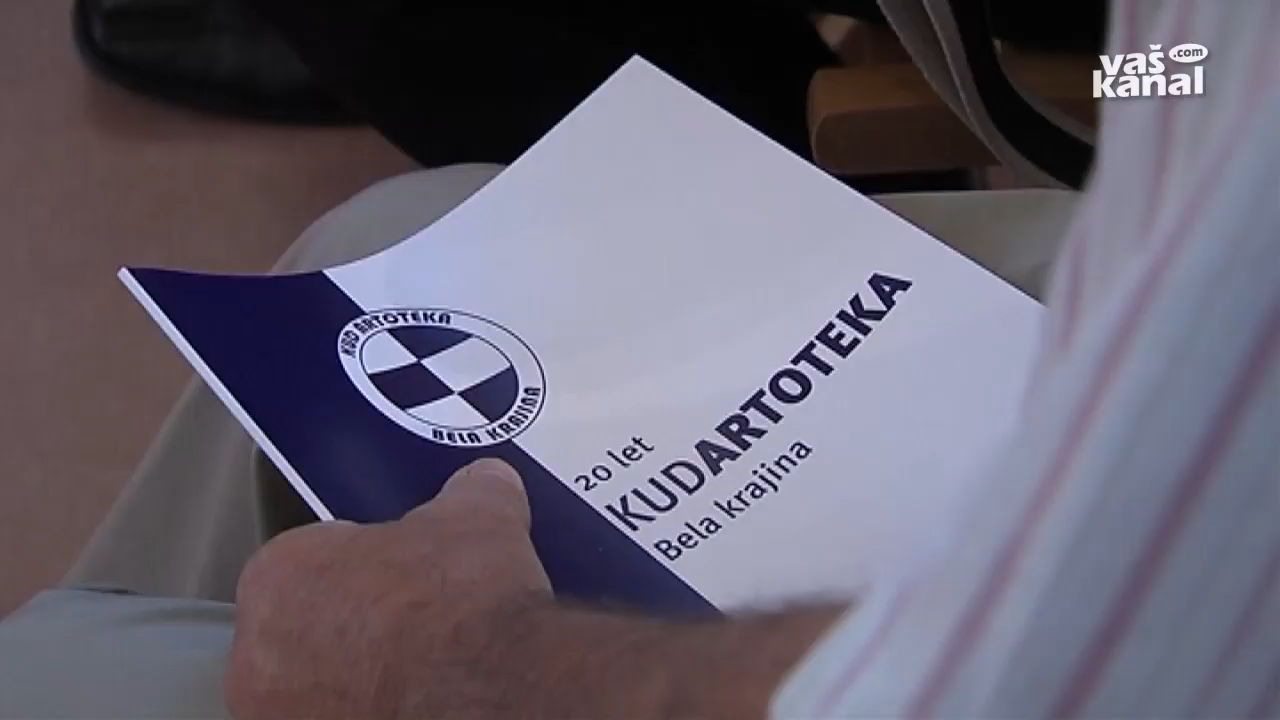 vaš
.com
kanal
KUD ARTOTEKA
BELA KRAJINA
20 let
KUDARTOTEKA
Bela krajina